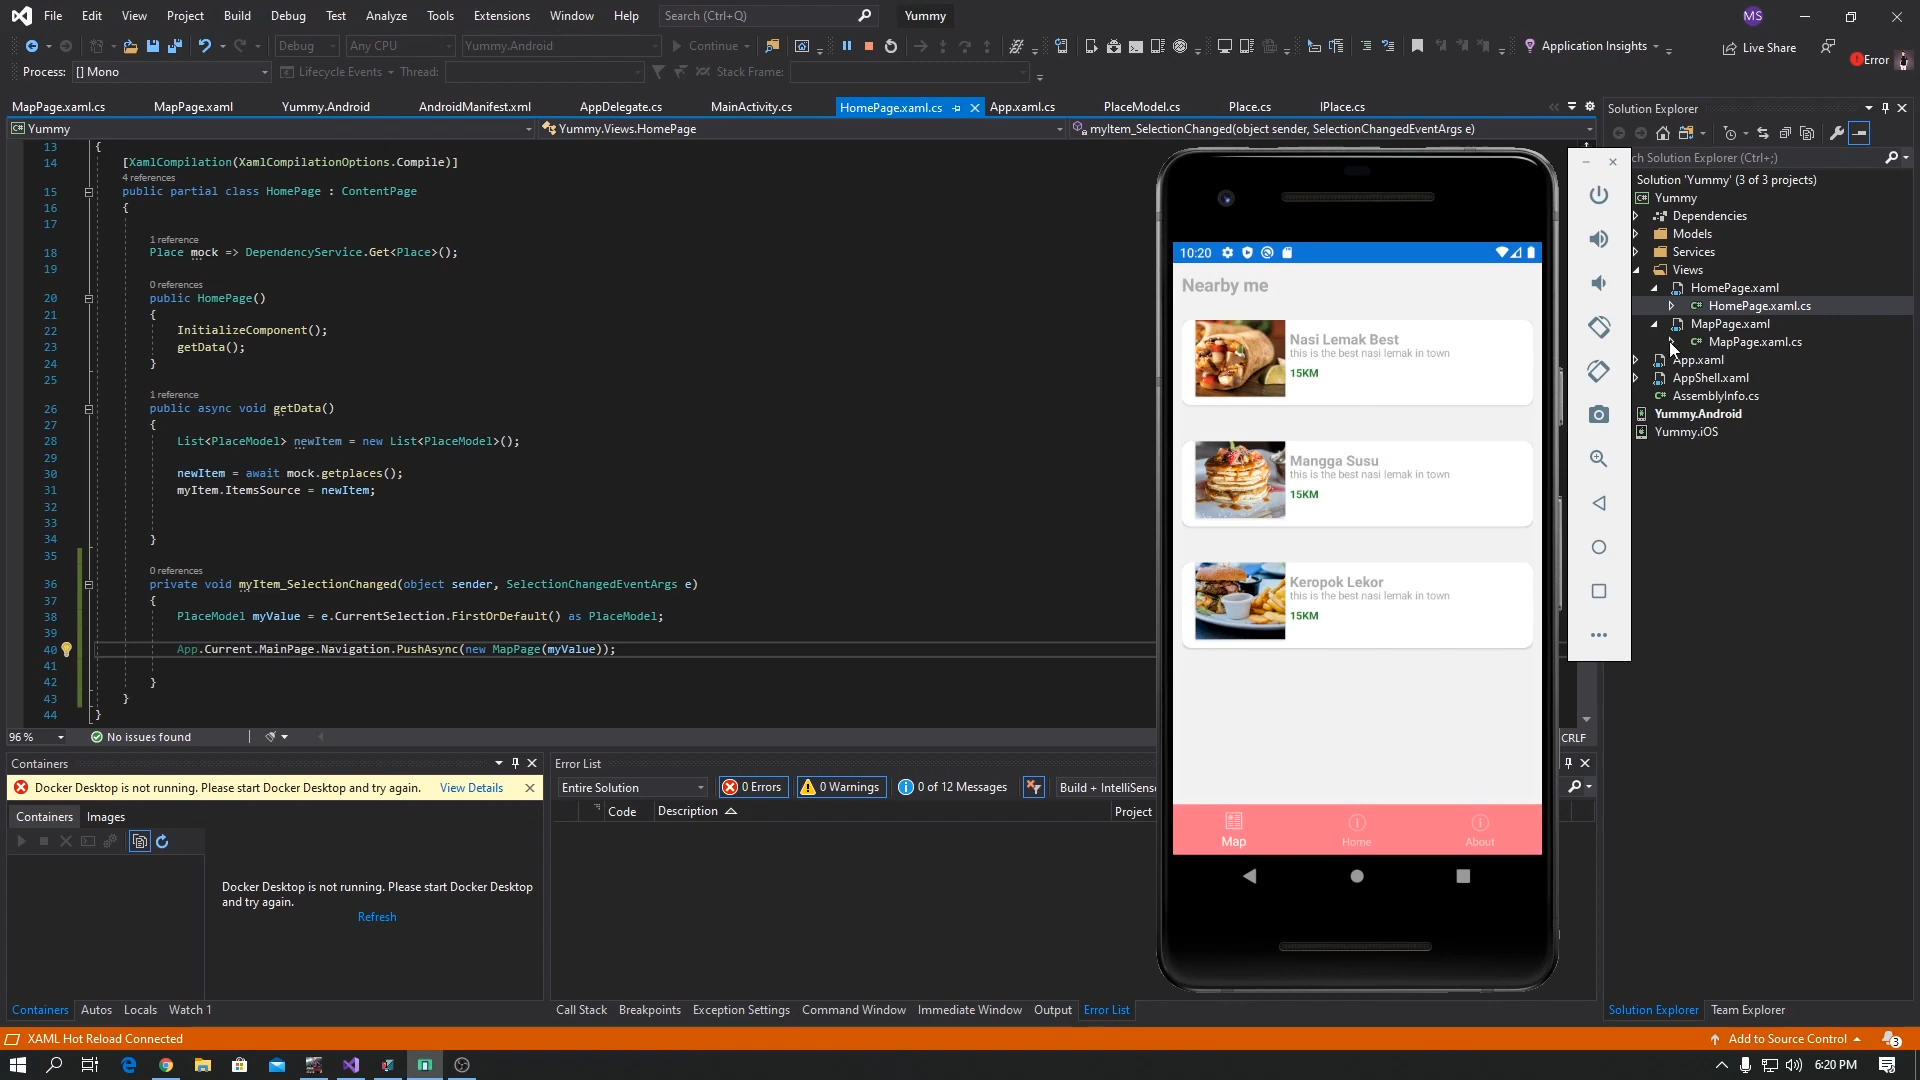 File Edit View Project Build Debug Test Analyze Tools Extensions Window Help Search (Ctrl+Q) Yummy MS
Debug Any CPU Yummy.Android Continue Application Insights Live Share Error
Process: [] Mono Lifecycle Events Thread: Stack Frame:
MapPage.xaml.cs MapPage.xaml Yummy.Android AndroidManifest.xml AppDelegate.cs MainActivity.cs HomePage.xaml.cs App.xaml.cs PlaceModel.cs Place.cs IPlace.cs
Yummy Yummy.Views.HomePage myItem_SelectionChanged(object sender, SelectionChangedEventArgs e)
13 {
14 [XamlCompilation(XamlCompilationOptions.Compile)]
4 references
15 public partial class HomePage : ContentPage
16 {
17
1 reference
18 Place mock => DependencyService.Get<Place>();
19
0 references
20 public HomePage()
21 {
22 InitializeComponent();
23 getData();
24 }
25
1 reference
26 public async void getData()
27 {
28 List<PlaceModel> newItem = new List<PlaceModel>();
29
30 newItem = await mock.getplaces();
31 myItem.ItemsSource = newItem;
32
33
34 }
35
0 references
36 private void myItem_SelectionChanged(object sender, SelectionChangedEventArgs e)
37 {
38 PlaceModel myValue = e.CurrentSelection.FirstOrDefault() as PlaceModel;
39
40 App.Current.MainPage.Navigation.PushAsync(new MapPage(myValue));
41
42 }
43 }
44 }
96 % No issues found CRLF
10:20
Nearby me
Nasi Lemak Best
this is the best nasi lemak in town
15KM
Mangga Susu
this is the best nasi lemak in town
15KM
Keropok Lekor
this is the best nasi lemak in town
15KM
Map Home About
Solution Explorer
ch Solution Explorer (Ctrl+;)
Solution 'Yummy' (3 of 3 projects)
Yummy
Dependencies
Models
Services
Views
HomePage.xaml
HomePage.xaml.cs
MapPage.xaml
MapPage.xaml.cs
App.xaml
AppShell.xaml
AssemblyInfo.cs
Yummy.Android
Yummy.iOS
Containers
Docker Desktop is not running. Please start Docker Desktop and try again. View Details
Containers Images
Docker Desktop is not running. Please start Docker Desktop
and try again.
Refresh
Error List
Entire Solution 0 Errors 0 Warnings 0 of 12 Messages Build + IntelliSense
Code Description Project
Containers Autos Locals Watch 1
Call Stack Breakpoints Exception Settings Command Window Immediate Window Output Error List
Solution Explorer Team Explorer
XAML Hot Reload Connected Add to Source Control 3
6:20 PM